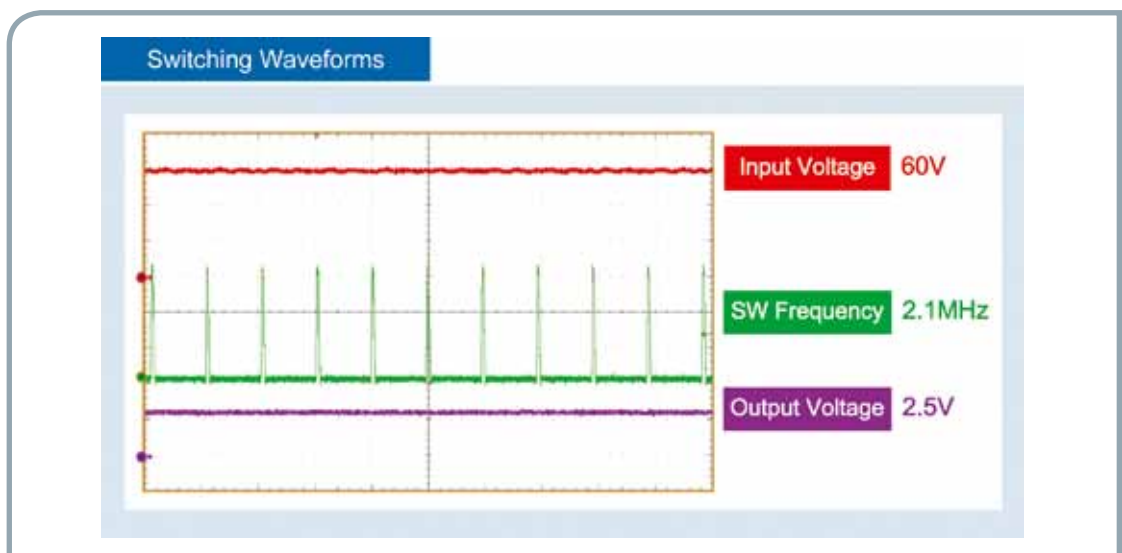 Switching Waveforms
Input Voltage 60V
SW Frequency 2.1MHz
Output Voltage 2.5V